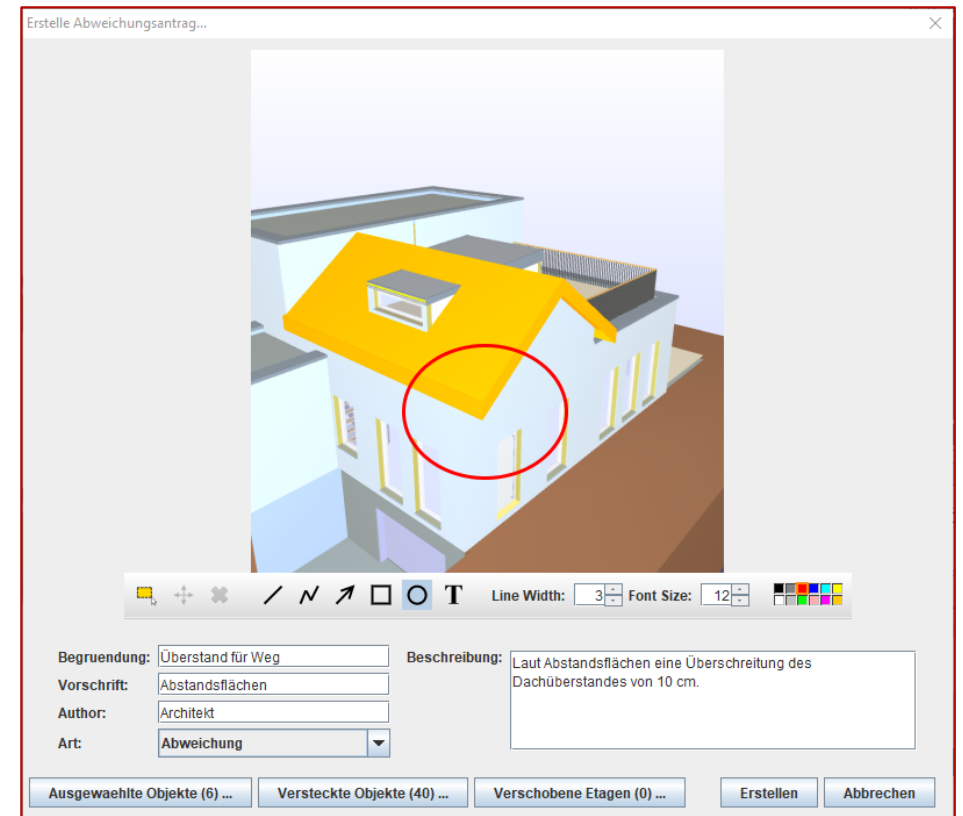 Erstelle Abweichungsantrag...
T Line Width: 3 Font Size: 12
Begruendung: Überstand für Weg
Vorschrift: Abstandsflächen
Author: Architekt
Art: Abweichung
Beschreibung: Laut Abstandsflächen eine Überschreitung des
Dachüberstandes von 10 cm.
Ausgewaehlte Objekte (6) ... Versteckte Objekte (40) ... Verschobene Etagen (0) ... Erstellen Abbrechen